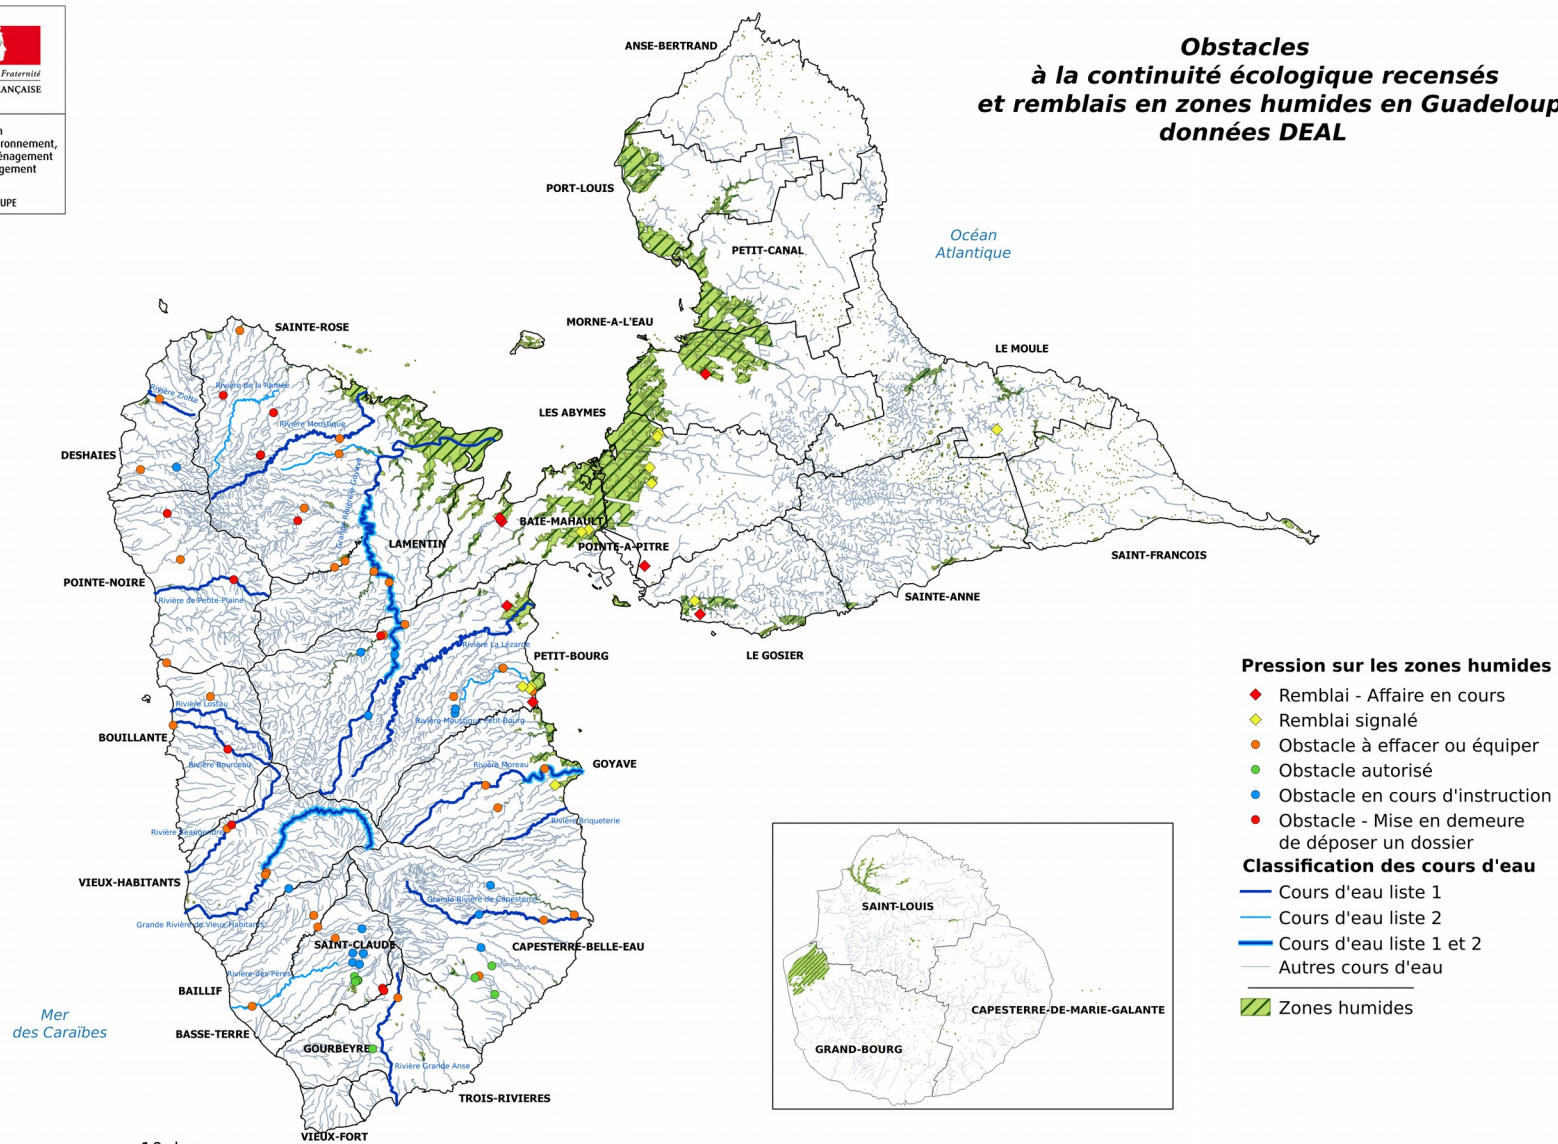 Fraternité
ANÇAISE
ronnement,
énagement
gement
UPE
Obstacles
à la continuité écologique recensés
et remblais en zones humides en Guadeloup
données DEAL
ANSE-BERTRAND
PORT-LOUIS
Océan
Atlantique
PETIT-CANAL
MORNE-A-L'EAU
SAINTE-ROSE
LE MOULE
Rivière de la Ramée
Rivière Ziotte
LES ABYMES
Rivière Moustique
DESHAIES
Grande Rivière à Goyave
BAIE-MAHAULT
LAMENTIN
POINTE-A-PITRE
SAINT-FRANCOIS
POINTE-NOIRE
SAINTE-ANNE
Rivière de Petite-Plaine
Rivière La Lézarde
PETIT-BOURG
LE GOSIER
Rivière Lostau
Rivière Moustique Petit-Bourg
BOUILLANTE
Rivière Bourceau
Rivière Moreau
GOYAVE
Rivière Briqueterie
Rivière Beaugendre
VIEUX-HABITANTS
Grande Rivière de Capesterre
Grande Rivière de Vieux-Habitants
SAINT-CLAUDE
CAPESTERRE-BELLE-EAU
Rivière des Pères
BAILLIF
Mer
des Caraïbes
BASSE-TERRE
GOURBEYRE
Rivière Grande Anse
TROIS-RIVIERES
VIEUX-FORT
SAINT-LOUIS
CAPESTERRE-DE-MARIE-GALANTE
GRAND-BOURG
Pression sur les zones humides
Remblai - Affaire en cours
Remblai signalé
Obstacle à effacer ou équiper
Obstacle autorisé
Obstacle en cours d'instruction
Obstacle - Mise en demeure
de déposer un dossier
Classification des cours d'eau
Cours d'eau liste 1
Cours d'eau liste 2
Cours d'eau liste 1 et 2
Autres cours d'eau
Zones humides